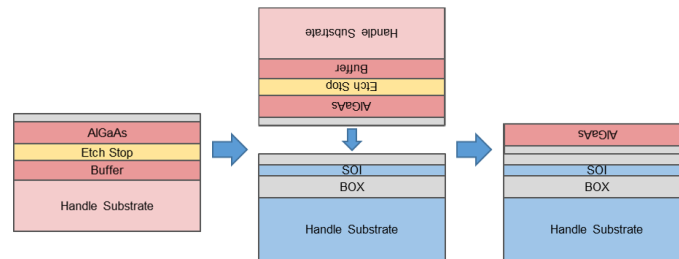 AlGaAs
Etch Stop
Buffer
Handle Substrate
Handle Substrate
Buffer
Etch Stop
AlGaAs
SOI
BOX
Handle Substrate
AlGaAs
SOI
BOX
Handle Substrate